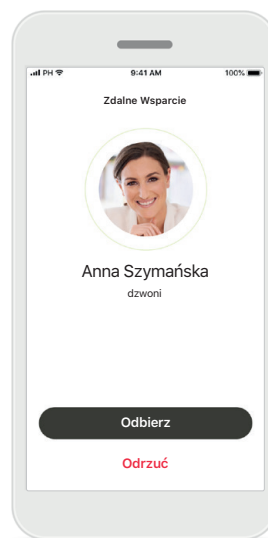 PH 9:41 AM 100%
Zdalne Wsparcie
Anna Szymańska
dzwoni
Odbierz
Odrzuć